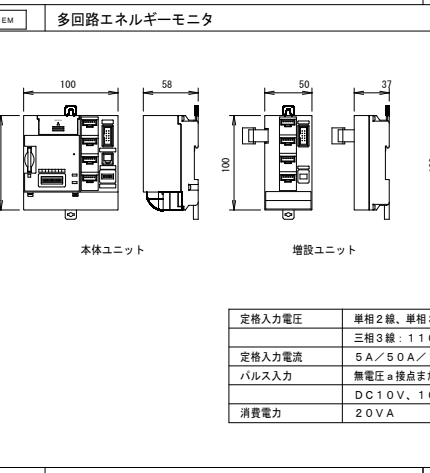 EM
多回路エネルギーモニタ
100
58
50
37
100
本体ユニット
増設ユニット
定格入力電圧 単相2線、単相
三相3線：110
定格入力電流 5A／50A／
パルス入力 無電圧a接点
DC10V、10
消費電力 20VA